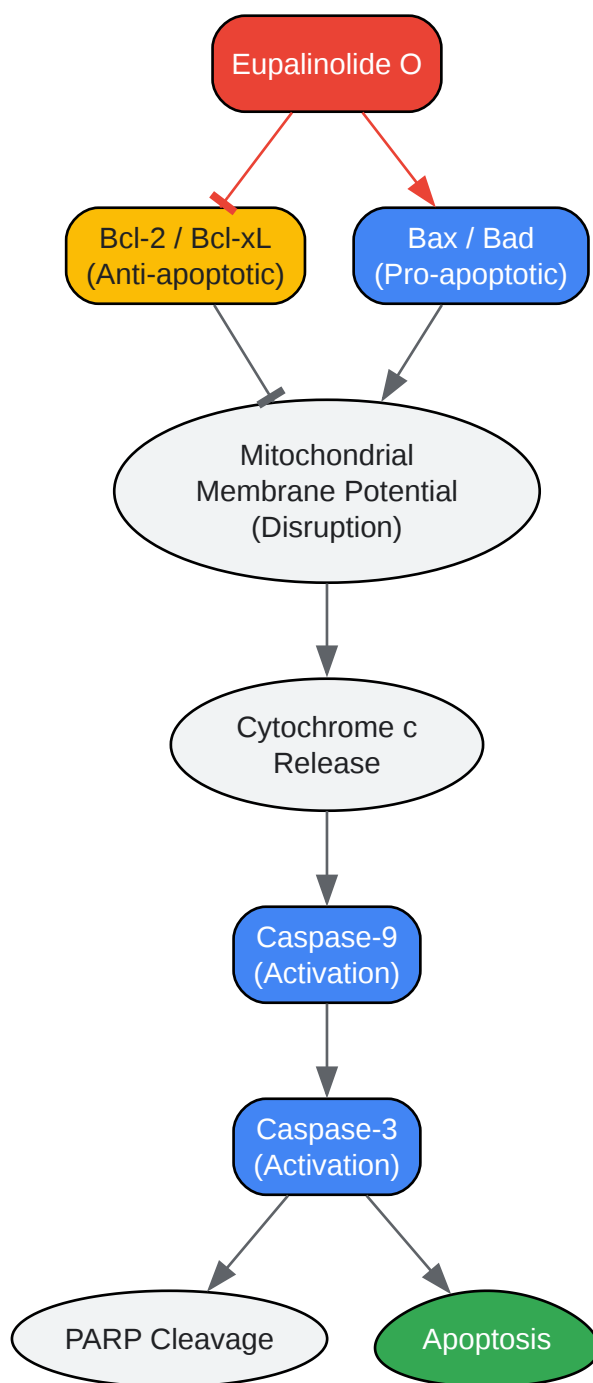 Eupalinolide O
Bcl-2 / Bcl-xL
(Anti-apoptotic)
Bax / Bad
(Pro-apoptotic)
Mitochondrial
Membrane Potential
(Disruption)
Cytochrome c
Release
Caspase-9
(Activation)
Caspase-3
(Activation)
PARP Cleavage
Apoptosis